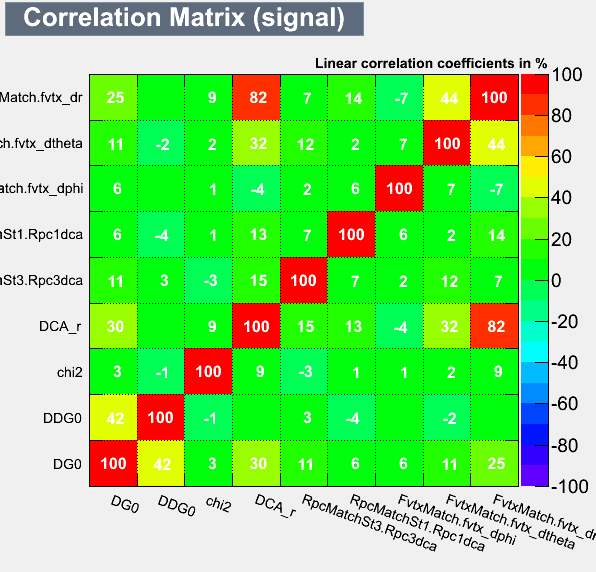 Correlation Matrix (signal)
Linear correlation coefficients in %
Match.fvtx_dr 25 9 82 7 14 -7 44 100
ch.fvtx_dtheta 11 -2 2 32 12 2 7 100 44
atch.fvtx_dphi 6 1 -4 2 6 100 7 -7
aSt1.Rpc1dca 6 -4 1 13 7 100 6 2 14
aSt3.Rpc3dca 11 3 -3 15 100 7 2 12 7
DCA_r 30 9 100 15 13 -4 32 82
chi2 3 -1 100 9 -3 1 1 2 9
DDG0 42 100 -1 3 -4 -2
DG0 100 42 3 30 11 6 6 11 25
DG0 DDG0 chi2 DCA_r RpcMatchSt3.Rpc3dca RpcMatchSt1.Rpc1dca FvtxMatch.fvtx_dphi FvtxMatch.fvtx_dtheta FvtxMatch.fvtx_dr
100
80
60
40
20
0
-20
-40
-60
-80
-100